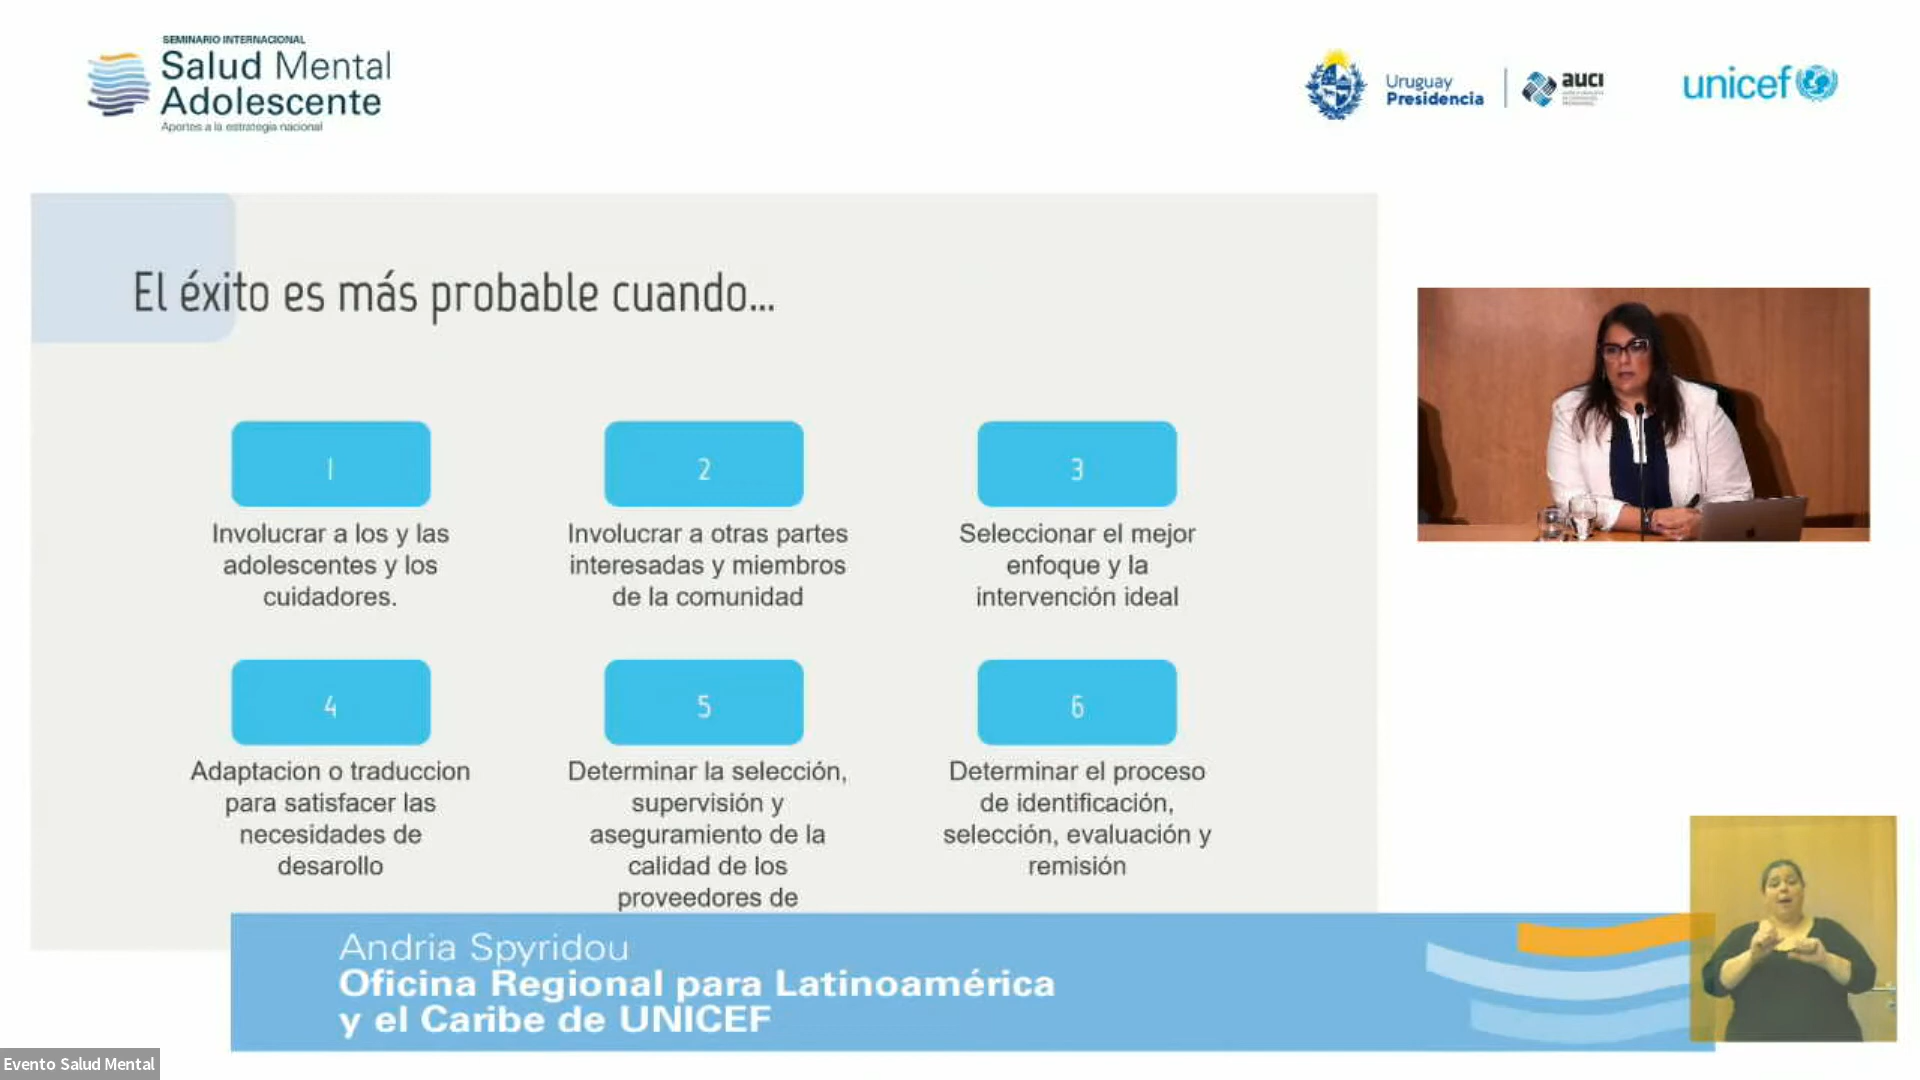 SEMINARIO INTERNACIONAL
Salud Mental
Adolescente
Aportes a la estrategia nacional
Uruguay
Presidencia
auci
unicef
El éxito es más probable cuando...
1
Involucrar a los y las
adolescentes y los
cuidadores.
2
Involucrar a otras partes
interesadas y miembros
de la comunidad
3
Seleccionar el mejor
enfoque y la
intervención ideal
4
Adaptacion o traduccion
para satisfacer las
necesidades de
desarollo
5
Determinar la selección,
supervisión y
aseguramiento de la
calidad de los
proveedores de
6
Determinar el proceso
de identificación,
selección, evaluación y
remisión
Andria Spyridou
Oficina Regional para Latinoamérica
y el Caribe de UNICEF
Evento Salud Mental